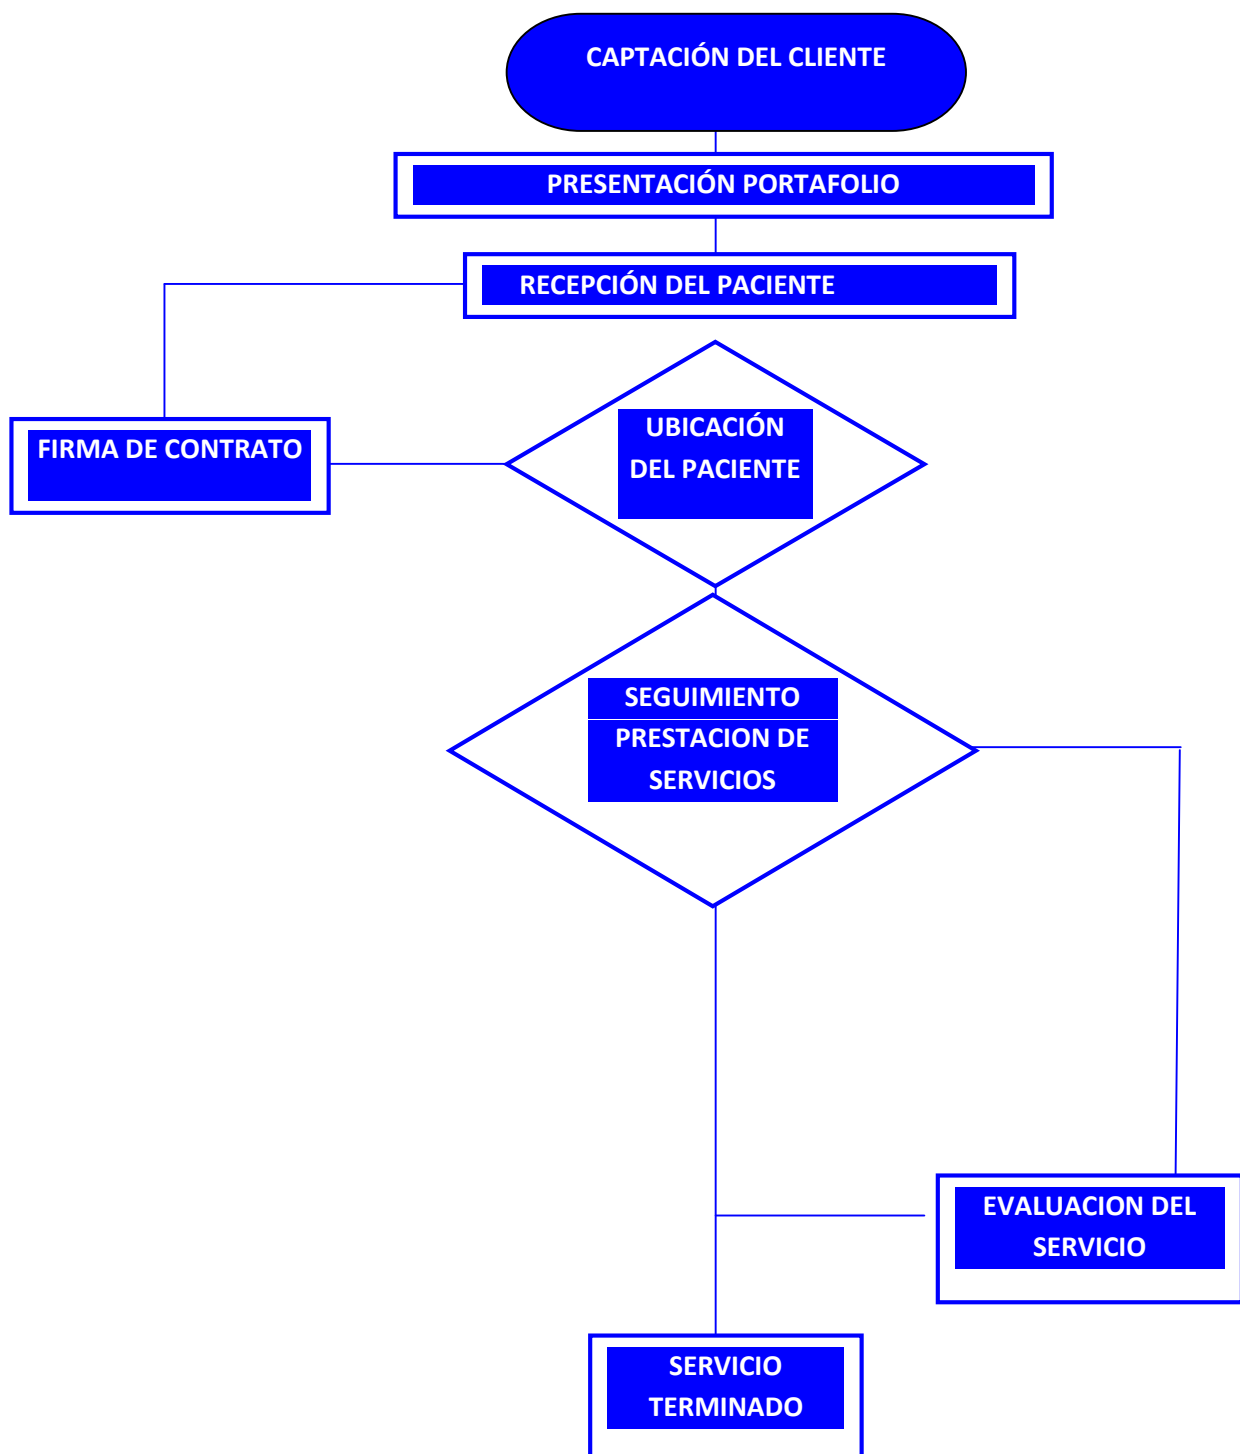 CAPTACIÓN DEL CLIENTE
PRESENTACIÓN PORTAFOLIO
RECEPCIÓN DEL PACIENTE
FIRMA DE CONTRATO
UBICACIÓN
DEL PACIENTE
SEGUIMIENTO
PRESTACION DE
SERVICIOS
EVALUACION DEL
SERVICIO
SERVICIO
TERMINADO